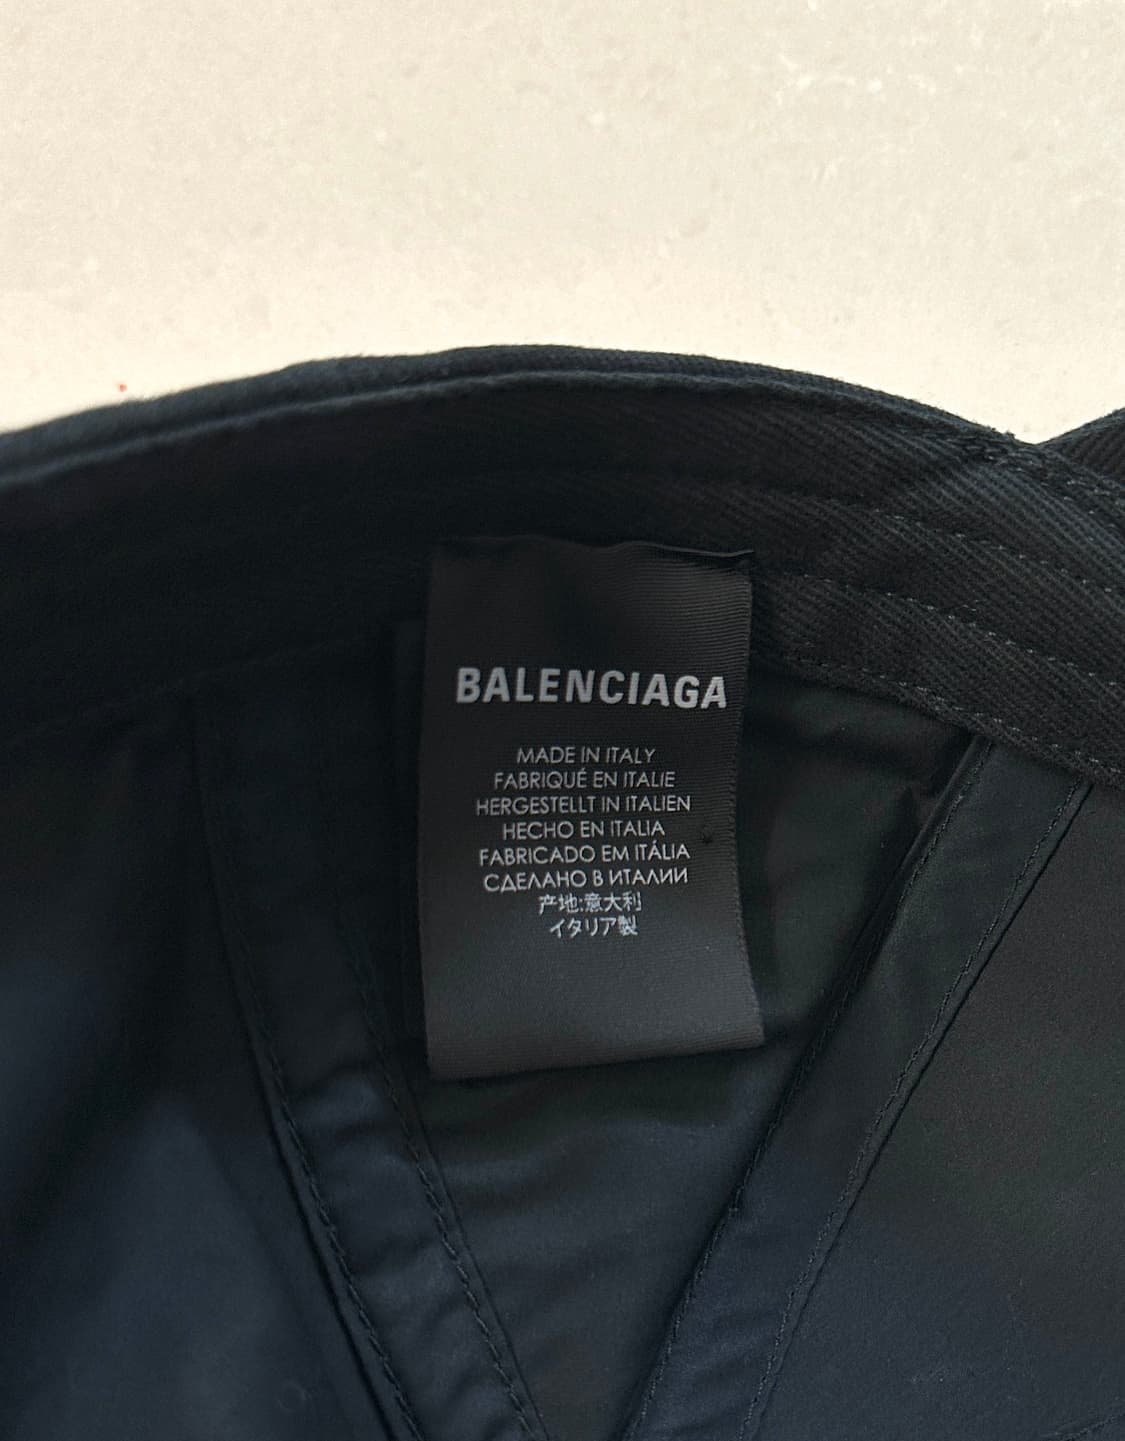 BALENCIAGA
MADE IN ITALY
FABRIQUÉ EN ITALIE
HERGESTELLT IN ITALIEN
HECHO EN ITALIA
FABRICADO EM ITÁLIA
СДЕЛАНО В ИТАЛИИ
产地:意大利
イタリア製